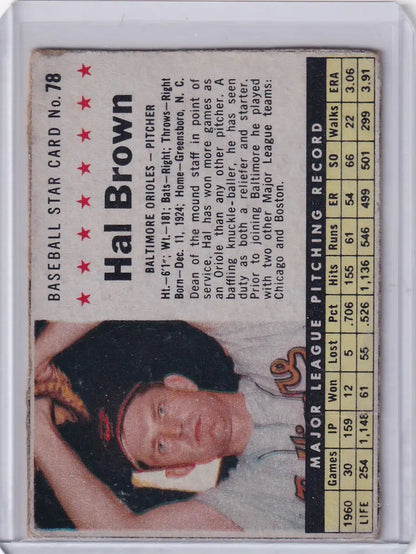 BASEBALL STAR CARD No. 78
Hal Brown
BALTIMORE ORIOLES — PITCHER
Ht.—6'1"; Wt.—181; Bats—Right; Throws—Right
Born—Dec. 11, 1924; Home—Greensboro, N. C.
Dean of the mound staff in point of
service, Hal has won more games as
an Oriole than any other pitcher. A
baffling knuckle-baller, he has seen
duty as both a reliefer and starter.
Prior to joining Baltimore he played
with two other Major League teams:
Chicago and Boston.
MAJOR LEAGUE PITCHING RECORD
Games IP Won Lost Pct Hits Runs ER SO Walks ERA
1960 30 159 12 5 .706 155 61 54 66 22 3.06
LIFE 254 1,148 61 55 .526 1,136 546 499 501 299 3.91